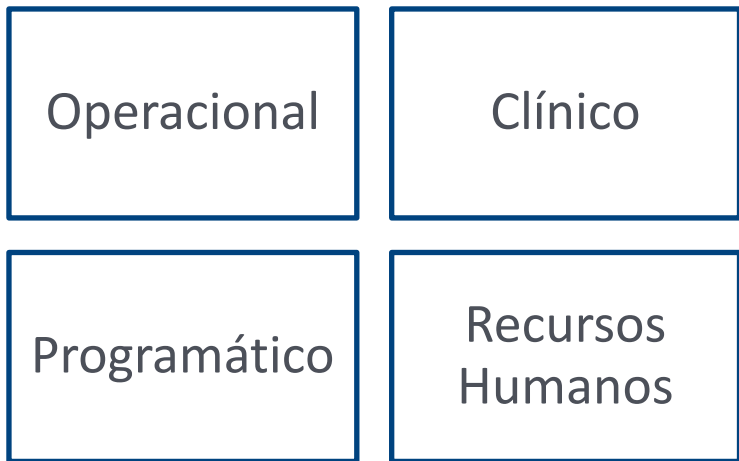 Operacional
Clínico
Programático
Recursos
Humanos